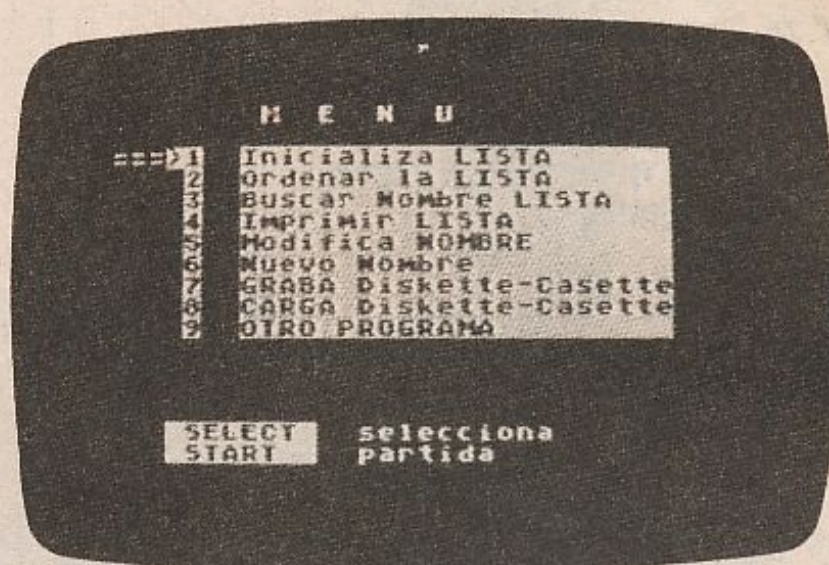 M E N U
===>1 Inicializa LISTA
2 Ordenar la LISTA
3 Buscar Nombre LISTA
4 Imprimir LISTA
5 Modifica NOMBRE
6 Nuevo Nombre
7 GRABA Diskette-Casette
8 CARGA Diskette-Casette
9 OTRO PROGRAMA
SELECT selecciona
START partida